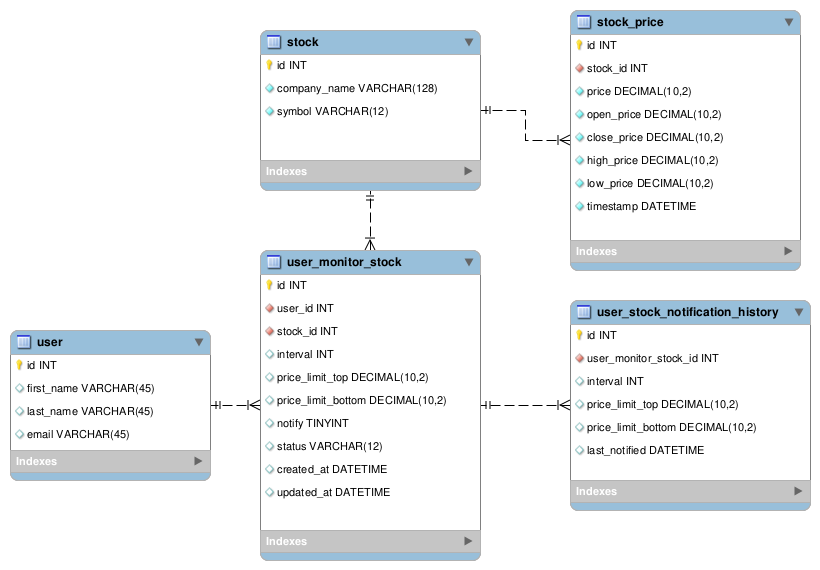 stock
id INT
company_name VARCHAR(128)
symbol VARCHAR(12)
Indexes
stock_price
id INT
stock_id INT
price DECIMAL(10,2)
open_price DECIMAL(10,2)
close_price DECIMAL(10,2)
high_price DECIMAL(10,2)
low_price DECIMAL(10,2)
timestamp DATETIME
Indexes
user
id INT
first_name VARCHAR(45)
last_name VARCHAR(45)
email VARCHAR(45)
Indexes
user_monitor_stock
id INT
user_id INT
stock_id INT
interval INT
price_limit_top DECIMAL(10,2)
price_limit_bottom DECIMAL(10,2)
notify TINYINT
status VARCHAR(12)
created_at DATETIME
updated_at DATETIME
Indexes
user_stock_notification_history
id INT
user_monitor_stock_id INT
interval INT
price_limit_top DECIMAL(10,2)
price_limit_bottom DECIMAL(10,2)
last_notified DATETIME
Indexes